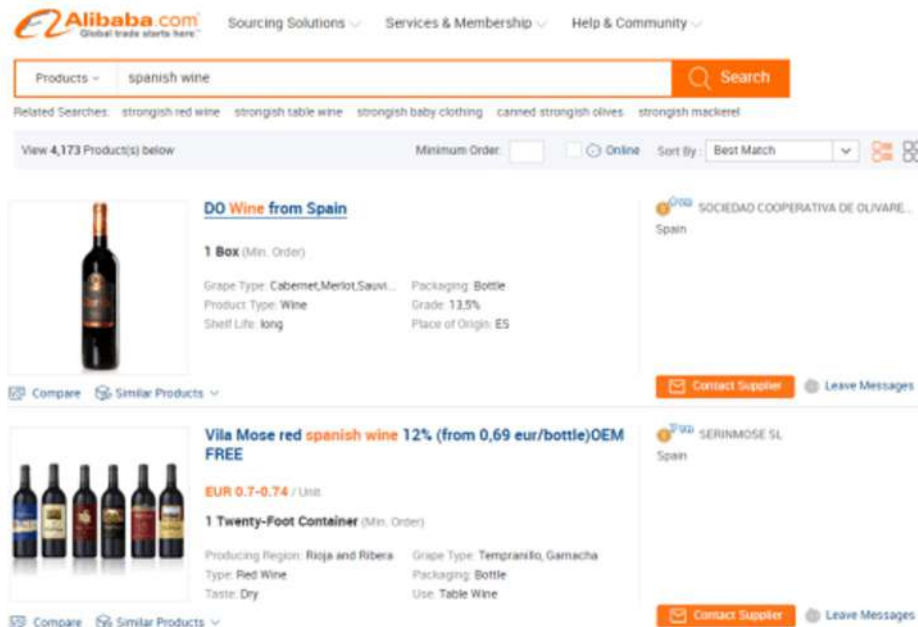 Alibaba.com
Global trade starts here
Sourcing Solutions
Services & Membership
Help & Community
Products
spanish wine
Search
Related Searches: strongish red wine strongish table wine strongish baby clothing canned strongish olives strongish mackerel
View 4,173 Product(s) below
Minimum Order:
Online
Sort By :
Best Match
DO Wine from Spain
1 Box (Min. Order)
Grape Type: Cabernet,Merlot,Sauvi... Packaging: Bottle
Product Type: Wine Grade: 13,5%
Shelf Life: long Place of Origin: ES
SOCIEDAD COOPERATIVA DE OLIVARE...
Spain
Compare Similar Products
Contact Supplier Leave Messages
Vila Mose red spanish wine 12% (from 0,69 eur/bottle)OEM
FREE
EUR 0.7-0.74 / Unit
1 Twenty-Foot Container (Min. Order)
Producing Region: Rioja and Ribera Grape Type: Tempranillo, Garnacha
Type: Red Wine Packaging: Bottle
Taste: Dry Use: Table Wine
SERINMOSE SL
Spain
Compare Similar Products
Contact Supplier Leave Messages